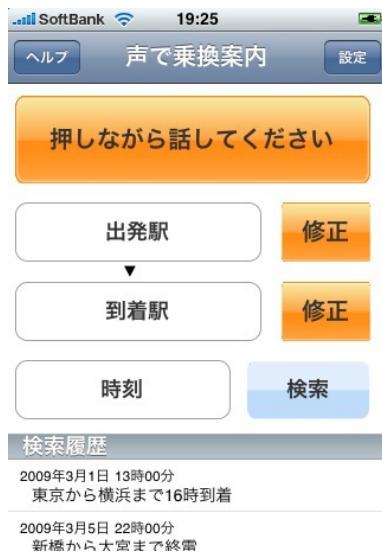 SoftBank 19:25
ヘルプ 声で乗換案内 設定
押しながら話してください
出発駅 修正
▼
到着駅 修正
時刻 検索
検索履歴
2009年3月1日 13時00分
東京から横浜まで16時到着
2009年3月5日 22時00分
新橋から大宮まで終電